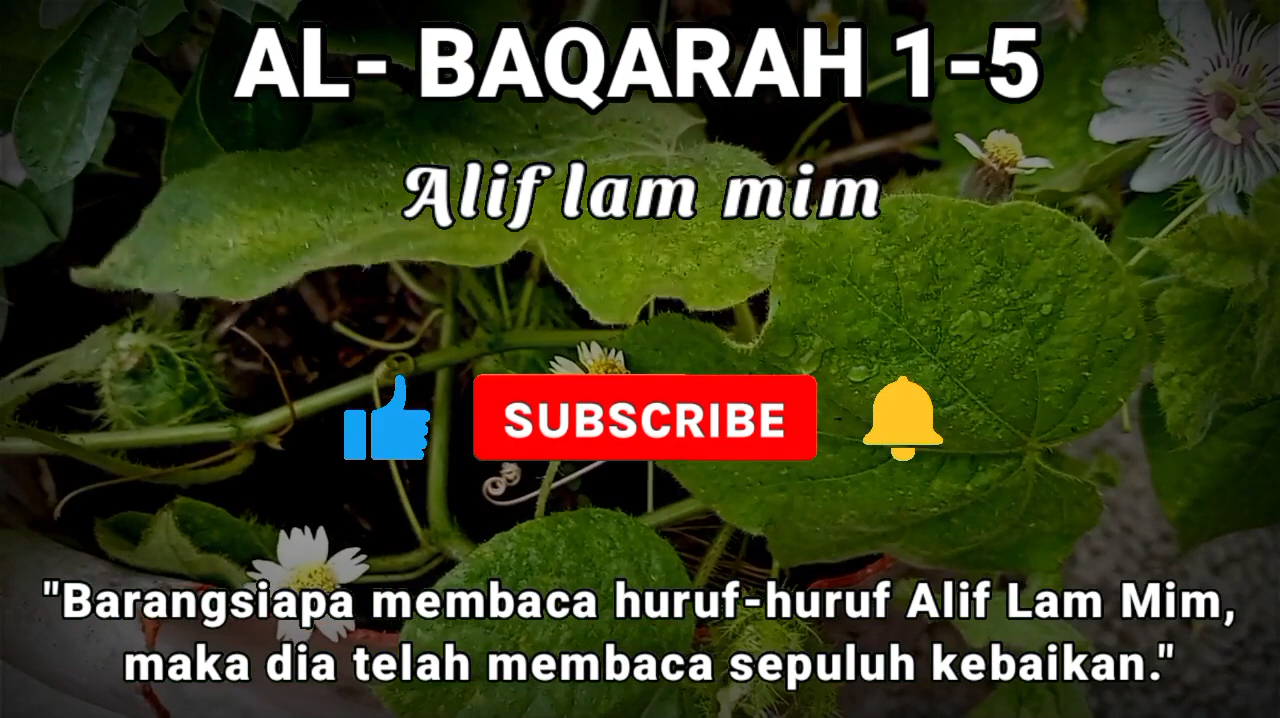 AL- BAQARAH 1-5
Alif lam mim
SUBSCRIBE
"Barangsiapa membaca huruf-huruf Alif Lam Mim,
maka dia telah membaca sepuluh kebaikan."